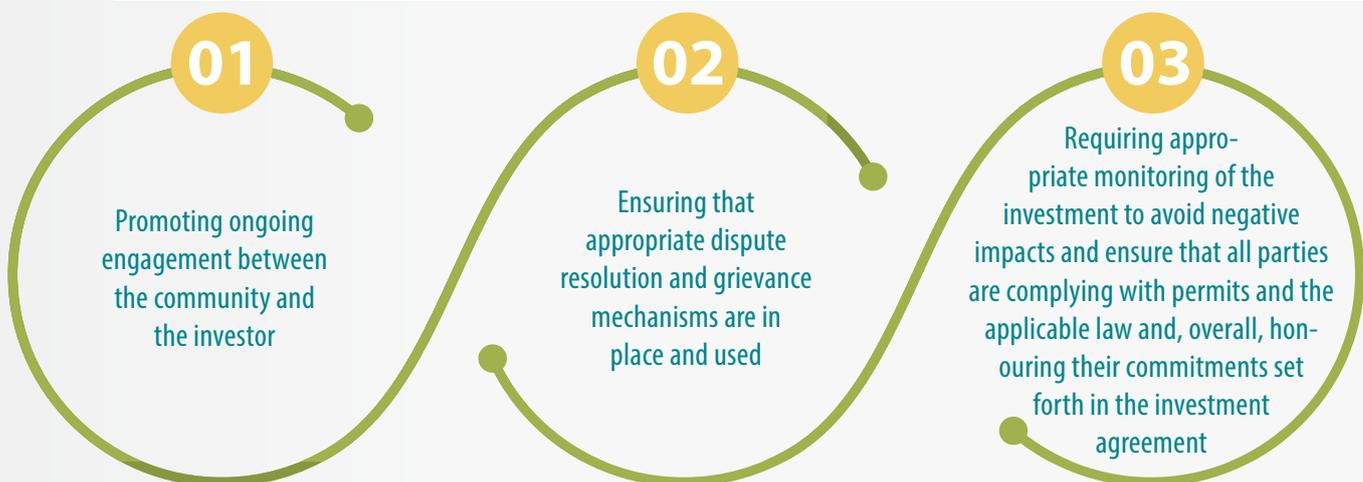 01
Promoting ongoing
engagement between
the community and
the investor
02
Ensuring that
appropriate dispute
resolution and grievance
mechanisms are in
place and used
03
Requiring appro-
priate monitoring of the
investment to avoid negative
impacts and ensure that all parties
are complying with permits and the
applicable law and, overall, hon-
ouring their commitments set
forth in the investment
agreement